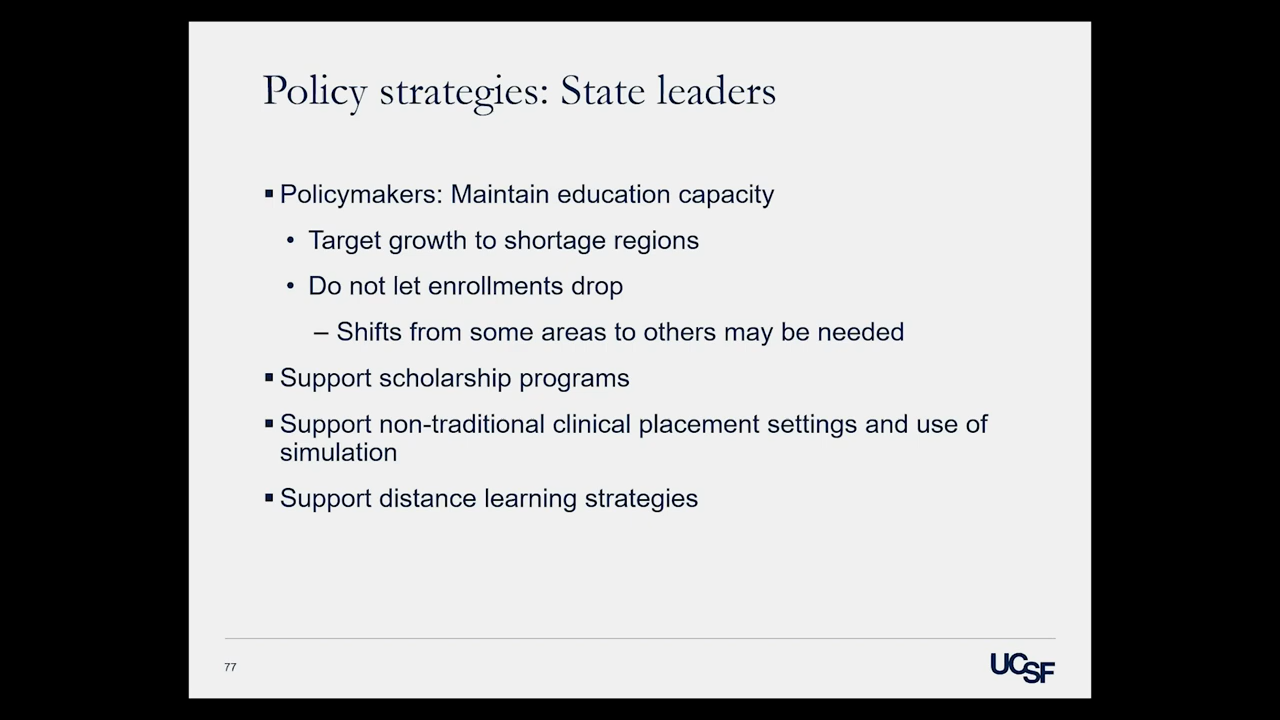 Policy strategies: State leaders
▪ Policymakers: Maintain education capacity
• Target growth to shortage regions
• Do not let enrollments drop
– Shifts from some areas to others may be needed
▪ Support scholarship programs
▪ Support non-traditional clinical placement settings and use of
simulation
▪ Support distance learning strategies
77
UCSF